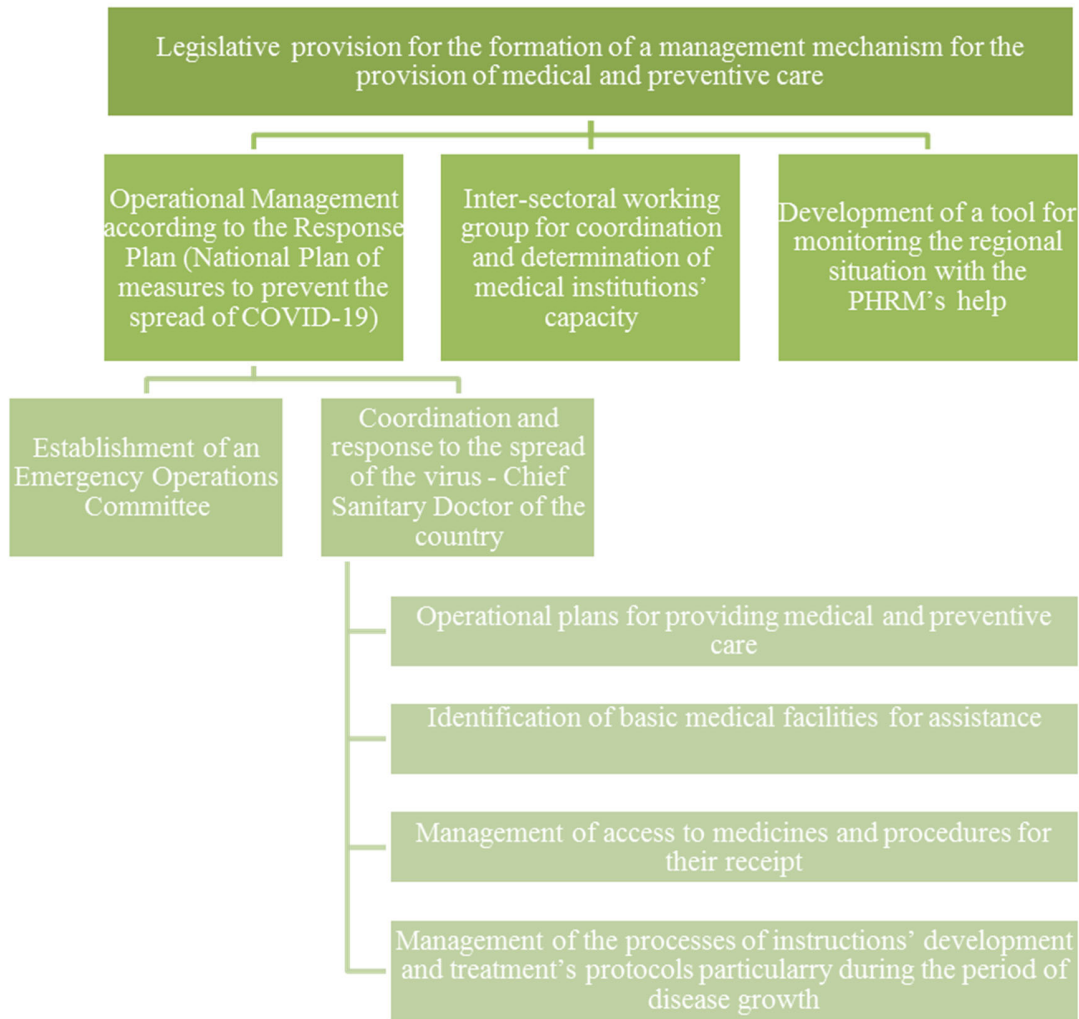 Legislative provision for the formation of a management mechanism for the
provision of medical and preventive care
Operational Management
according to the Response
Plan (National Plan of
measures to prevent the
spread of COVID-19)
Inter-sectoral working
group for coordination
and determination of
medical institutions’
capacity
Development of a tool for
monitoring the regional
situation with the
PHRM’s help
Establishment of an
Emergency Operations
Committee
Coordination and
response to the spread
of the virus - Chief
Sanitary Doctor of the
country
Operational plans for providing medical and preventive
care
Identification of basic medical facilities for assistance
Management of access to medicines and procedures for
their receipt
Management of the processes of instructions’ development
and treatment’s protocols particularry during the period of
disease growth